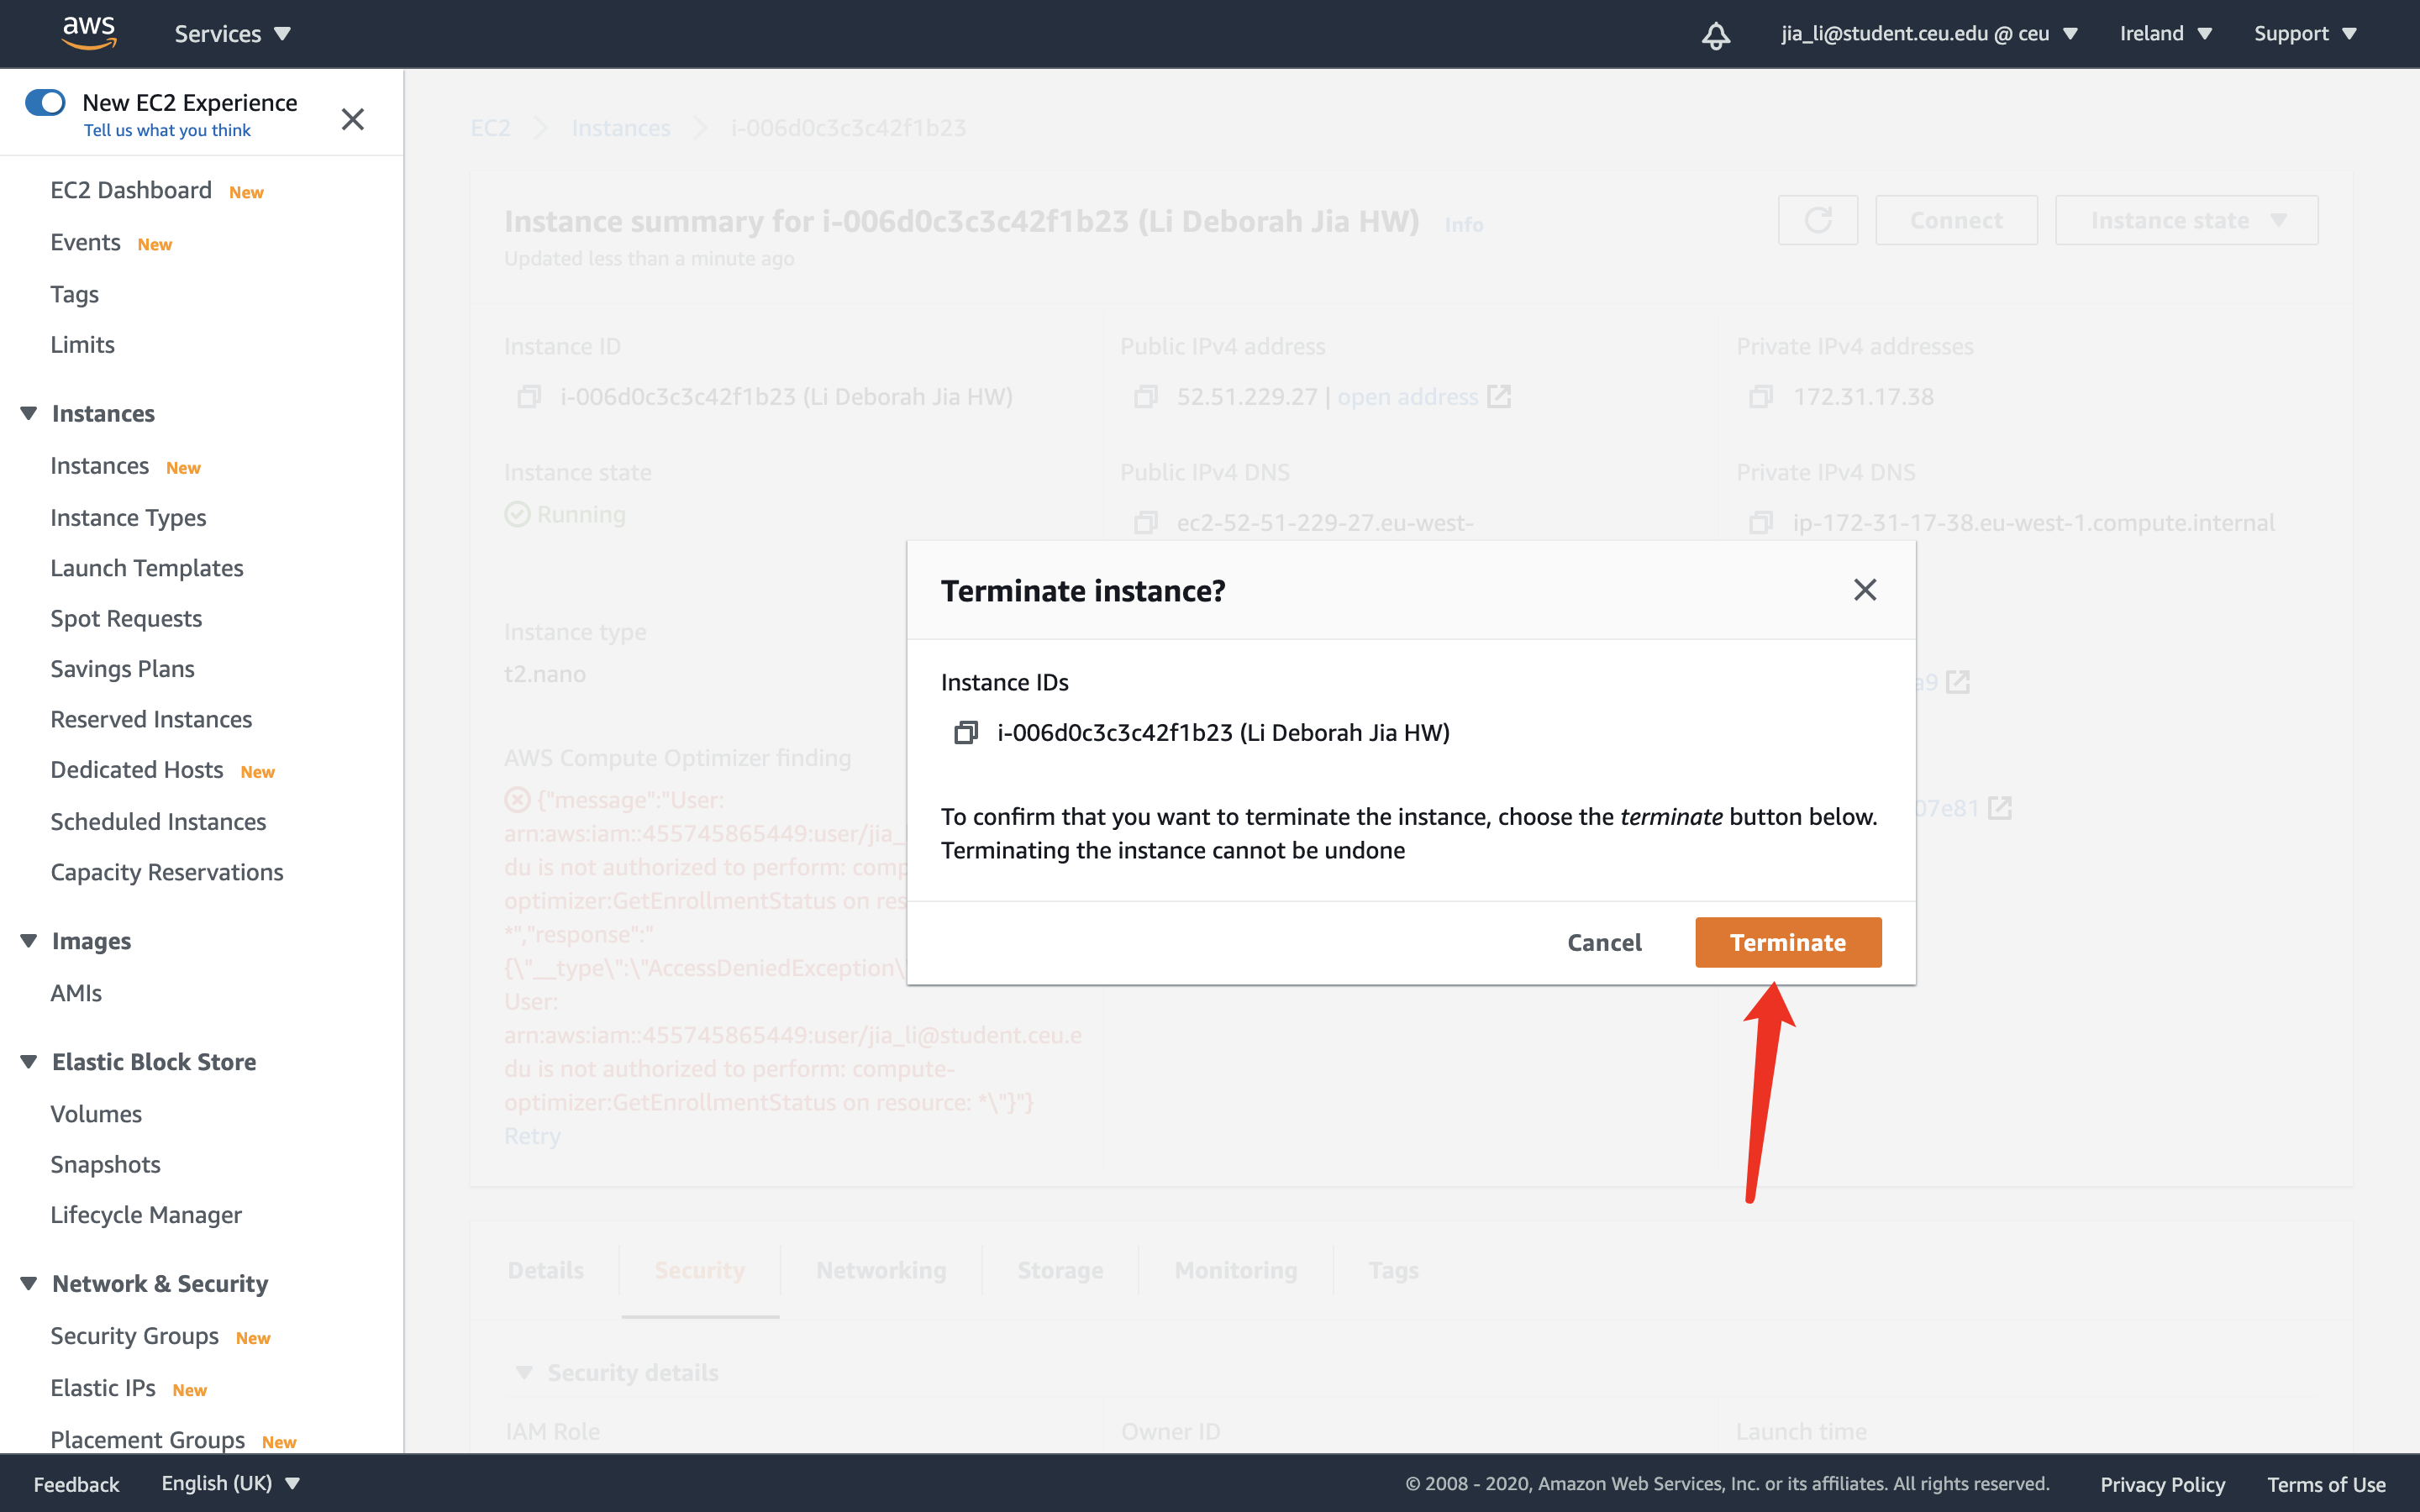 aws
Services
jia_li@student.ceu.edu @ ceu
Ireland
Support
New EC2 Experience
Tell us what you think
EC2 Dashboard New
Events New
Tags
Limits
Instances
Instances New
Instance Types
Launch Templates
Spot Requests
Savings Plans
Reserved Instances
Dedicated Hosts New
Scheduled Instances
Capacity Reservations
Images
AMIs
Elastic Block Store
Volumes
Snapshots
Lifecycle Manager
Network & Security
Security Groups New
Elastic IPs New
Placement Groups New
EC2
Instances
i-006d0c3c3c42f1b23
Instance summary for i-006d0c3c3c42f1b23 (Li Deborah Jia HW) Info
Updated less than a minute ago
Connect
Instance state
Instance ID
i-006d0c3c3c42f1b23 (Li Deborah Jia HW)
Public IPv4 address
52.51.229.27 | open address
Private IPv4 addresses
172.31.17.38
Instance state
Running
Public IPv4 DNS
ec2-52-51-229-27.eu-west-
Private IPv4 DNS
ip-172-31-17-38.eu-west-1.compute.internal
Instance type
t2.nano
a9
07e81
AWS Compute Optimizer finding
{"message":"User:
arn:aws:iam::455745865449:user/jia_
du is not authorized to perform: comp
optimizer:GetEnrollmentStatus on res
*","response":"
{\"__type\":\"AccessDeniedException\
User:
arn:aws:iam::455745865449:user/jia_li@student.ceu.e
du is not authorized to perform: compute-
optimizer:GetEnrollmentStatus on resource: *\"}"}
Retry
Terminate instance?
Instance IDs
i-006d0c3c3c42f1b23 (Li Deborah Jia HW)
To confirm that you want to terminate the instance, choose the terminate button below.
Terminating the instance cannot be undone
Cancel
Terminate
Details
Security
Networking
Storage
Monitoring
Tags
Security details
IAM Role
Owner ID
Launch time
Feedback
English (UK)
© 2008 - 2020, Amazon Web Services, Inc. or its affiliates. All rights reserved.
Privacy Policy
Terms of Use